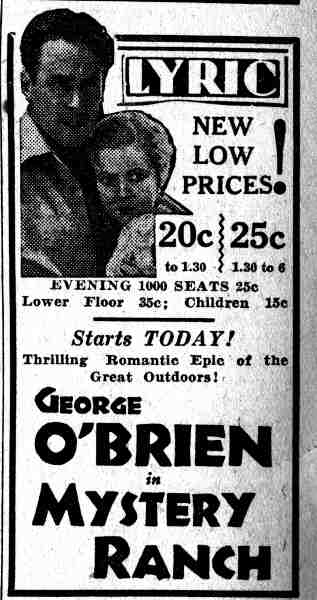 LYRIC
NEW
LOW
PRICES!
20c 25c
to 1.30 1.30 to 6
EVENING 1000 SEATS 25c
Lower Floor 35c; Children 15c
Starts TODAY!
Thrilling Romantic Epic of the
Great Outdoors!
GEORGE
O'BRIEN
in
MYSTERY
RANCH